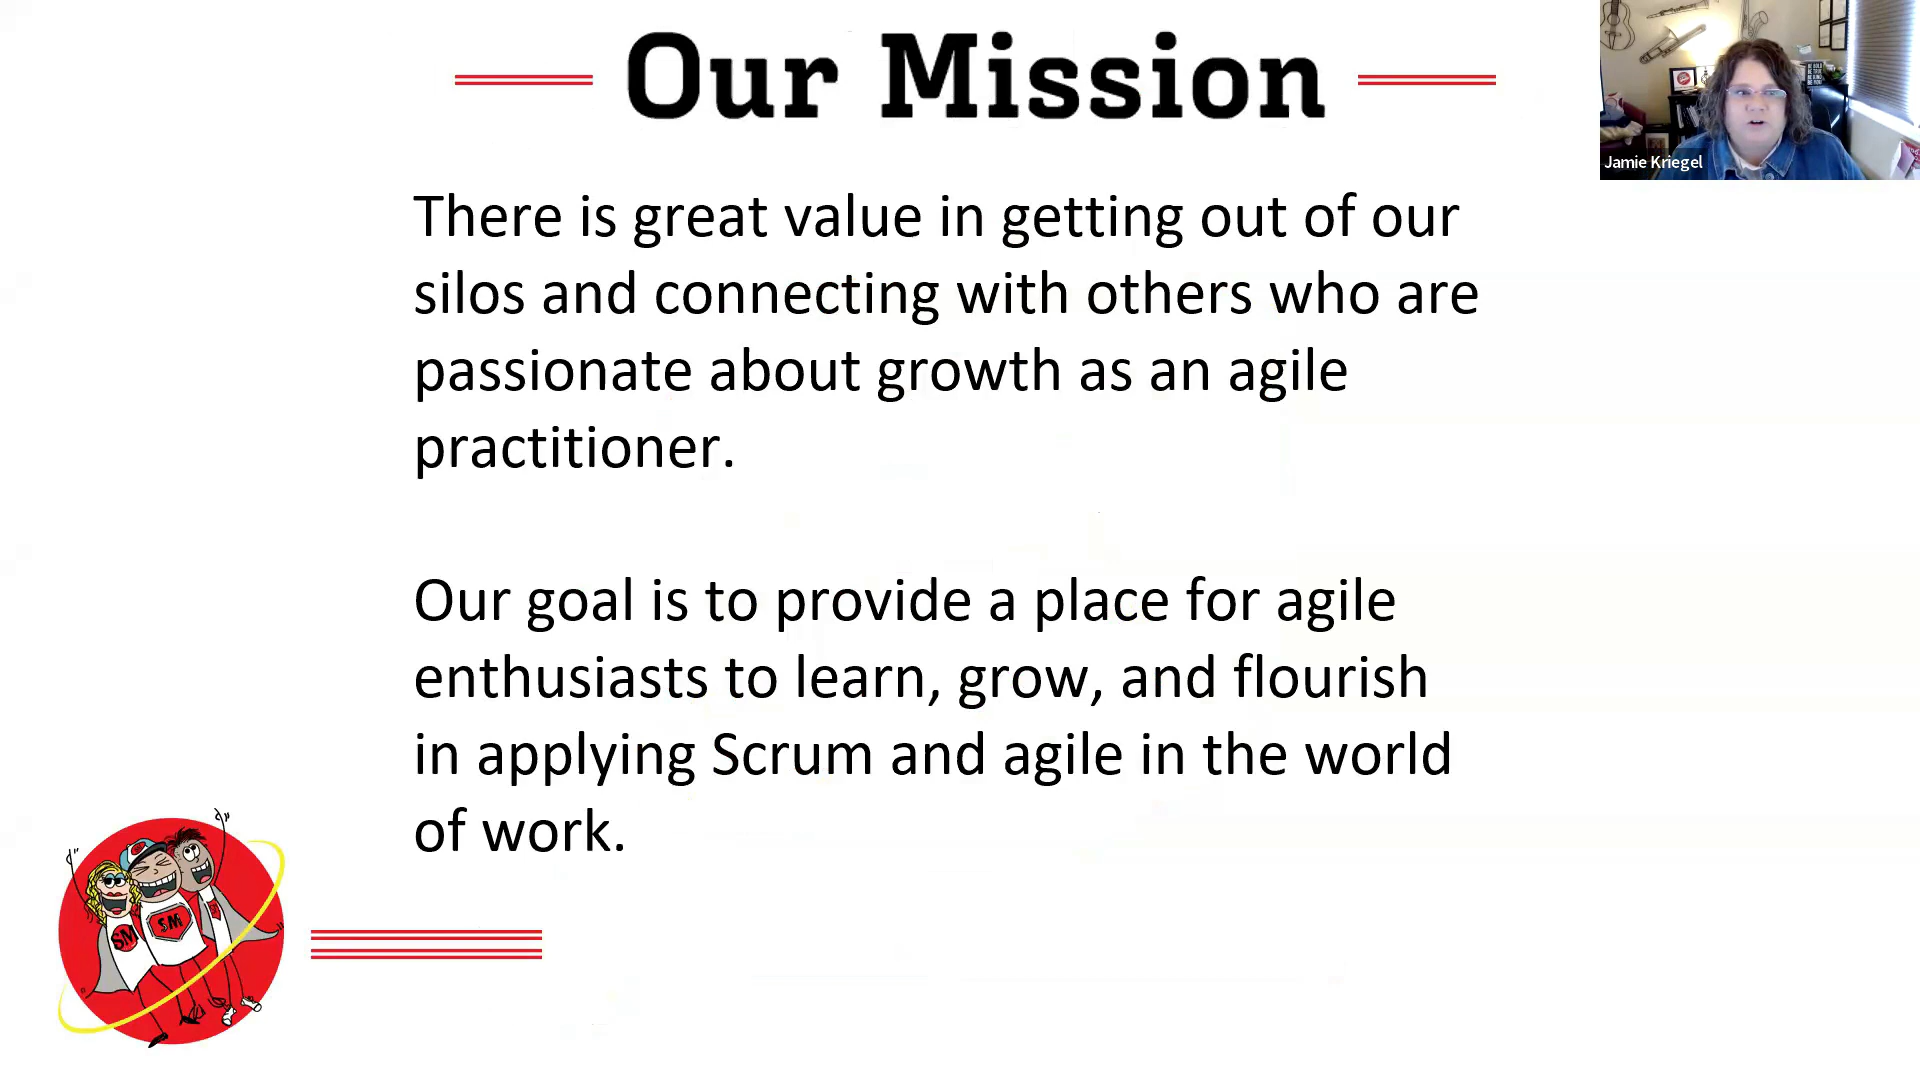 Our Mission
There is great value in getting out of our
silos and connecting with others who are
passionate about growth as an agile
practitioner.
Our goal is to provide a place for agile
enthusiasts to learn, grow, and flourish
in applying Scrum and agile in the world
of work.
Jamie Kriegel
SM
SM